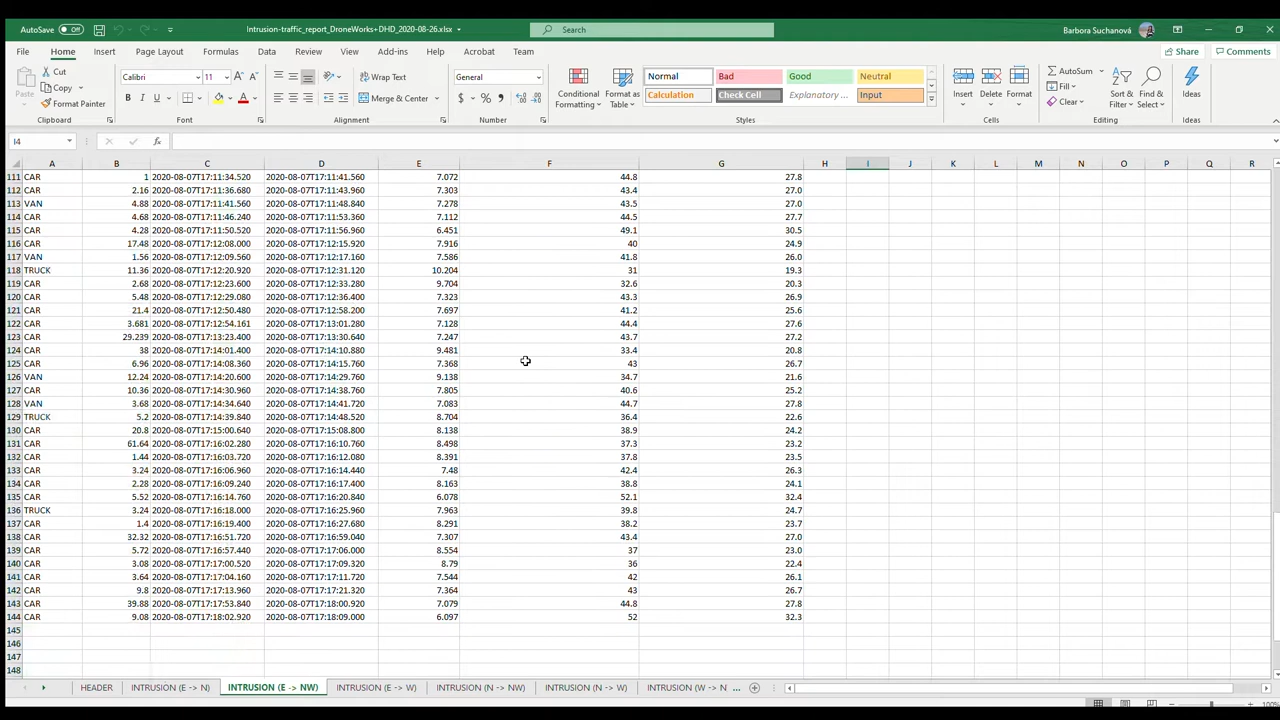 AutoSave Off Intrusion-traffic_report_DroneWorks+DHD_2020-08-26.xlsx Search Barbora Suchanová
File Home Insert Page Layout Formulas Data Review View Add-ins Help Acrobat Team Share Comments
Paste Cut Copy Format Painter Calibri 11 Wrap Text Merge & Center General Conditional Formatting Format as Table Normal Bad Good Neutral Calculation Check Cell Explanatory ... Input Insert Delete Format AutoSum Fill Clear Sort & Filter Find & Select Ideas
Clipboard Font Alignment Number Styles Cells Editing Ideas
I4
A B C D E F G H I J K L M N O P Q R
111 CAR 1 2020-08-07T17:11:34.520 2020-08-07T17:11:41.560 7.072 44.8 27.8
112 CAR 2.16 2020-08-07T17:11:36.680 2020-08-07T17:11:43.960 7.303 43.4 27.0
113 VAN 4.88 2020-08-07T17:11:41.560 2020-08-07T17:11:48.840 7.278 43.5 27.0
114 CAR 4.68 2020-08-07T17:11:46.240 2020-08-07T17:11:53.360 7.112 44.5 27.7
115 CAR 4.28 2020-08-07T17:11:50.520 2020-08-07T17:11:56.960 6.451 49.1 30.5
116 CAR 17.48 2020-08-07T17:12:08.000 2020-08-07T17:12:15.920 7.916 40 24.9
117 VAN 1.56 2020-08-07T17:12:09.560 2020-08-07T17:12:17.160 7.586 41.8 26.0
118 TRUCK 11.36 2020-08-07T17:12:20.920 2020-08-07T17:12:31.120 10.204 31 19.3
119 CAR 2.68 2020-08-07T17:12:23.600 2020-08-07T17:12:33.280 9.704 32.6 20.3
120 CAR 5.48 2020-08-07T17:12:29.080 2020-08-07T17:12:36.400 7.323 43.3 26.9
121 CAR 21.4 2020-08-07T17:12:50.480 2020-08-07T17:12:58.200 7.697 41.2 25.6
122 CAR 3.681 2020-08-07T17:12:54.161 2020-08-07T17:13:01.280 7.128 44.4 27.6
123 CAR 29.239 2020-08-07T17:13:23.400 2020-08-07T17:13:30.640 7.247 43.7 27.2
124 CAR 38 2020-08-07T17:14:01.400 2020-08-07T17:14:10.880 9.481 33.4 20.8
125 CAR 6.96 2020-08-07T17:14:08.360 2020-08-07T17:14:15.760 7.368 43 26.7
126 VAN 12.24 2020-08-07T17:14:20.600 2020-08-07T17:14:29.760 9.138 34.7 21.6
127 CAR 10.36 2020-08-07T17:14:30.960 2020-08-07T17:14:38.760 7.805 40.6 25.2
128 VAN 3.68 2020-08-07T17:14:34.640 2020-08-07T17:14:41.720 7.083 44.7 27.8
129 TRUCK 5.2 2020-08-07T17:14:39.840 2020-08-07T17:14:48.520 8.704 36.4 22.6
130 CAR 20.8 2020-08-07T17:15:00.640 2020-08-07T17:15:08.800 8.138 38.9 24.2
131 CAR 61.64 2020-08-07T17:16:02.280 2020-08-07T17:16:10.760 8.498 37.3 23.2
132 CAR 1.44 2020-08-07T17:16:03.720 2020-08-07T17:16:12.080 8.391 37.8 23.5
133 CAR 3.24 2020-08-07T17:16:06.960 2020-08-07T17:16:14.440 7.48 42.4 26.3
134 CAR 2.28 2020-08-07T17:16:09.240 2020-08-07T17:16:17.400 8.163 38.8 24.1
135 CAR 5.52 2020-08-07T17:16:14.760 2020-08-07T17:16:20.840 6.078 52.1 32.4
136 TRUCK 3.24 2020-08-07T17:16:18.000 2020-08-07T17:16:25.960 7.963 39.8 24.7
137 CAR 1.4 2020-08-07T17:16:19.400 2020-08-07T17:16:27.680 8.291 38.2 23.7
138 CAR 32.32 2020-08-07T17:16:51.720 2020-08-07T17:16:59.040 7.307 43.4 27.0
139 CAR 5.72 2020-08-07T17:16:57.440 2020-08-07T17:17:06.000 8.554 37 23.0
140 CAR 3.08 2020-08-07T17:17:00.520 2020-08-07T17:17:09.320 8.79 36 22.4
141 CAR 3.64 2020-08-07T17:17:04.160 2020-08-07T17:17:11.720 7.544 42 26.1
142 CAR 9.8 2020-08-07T17:17:13.960 2020-08-07T17:17:21.320 7.364 43 26.7
143 CAR 39.88 2020-08-07T17:17:53.840 2020-08-07T17:18:00.920 7.079 44.8 27.8
144 CAR 9.08 2020-08-07T17:18:02.920 2020-08-07T17:18:09.000 6.097 52 32.3
145
146
147
148
HEADER INTRUSION (E -> N) INTRUSION (E -> NW) INTRUSION (E -> W) INTRUSION (N -> NW) INTRUSION (N -> W) INTRUSION (W -> N ...
100%